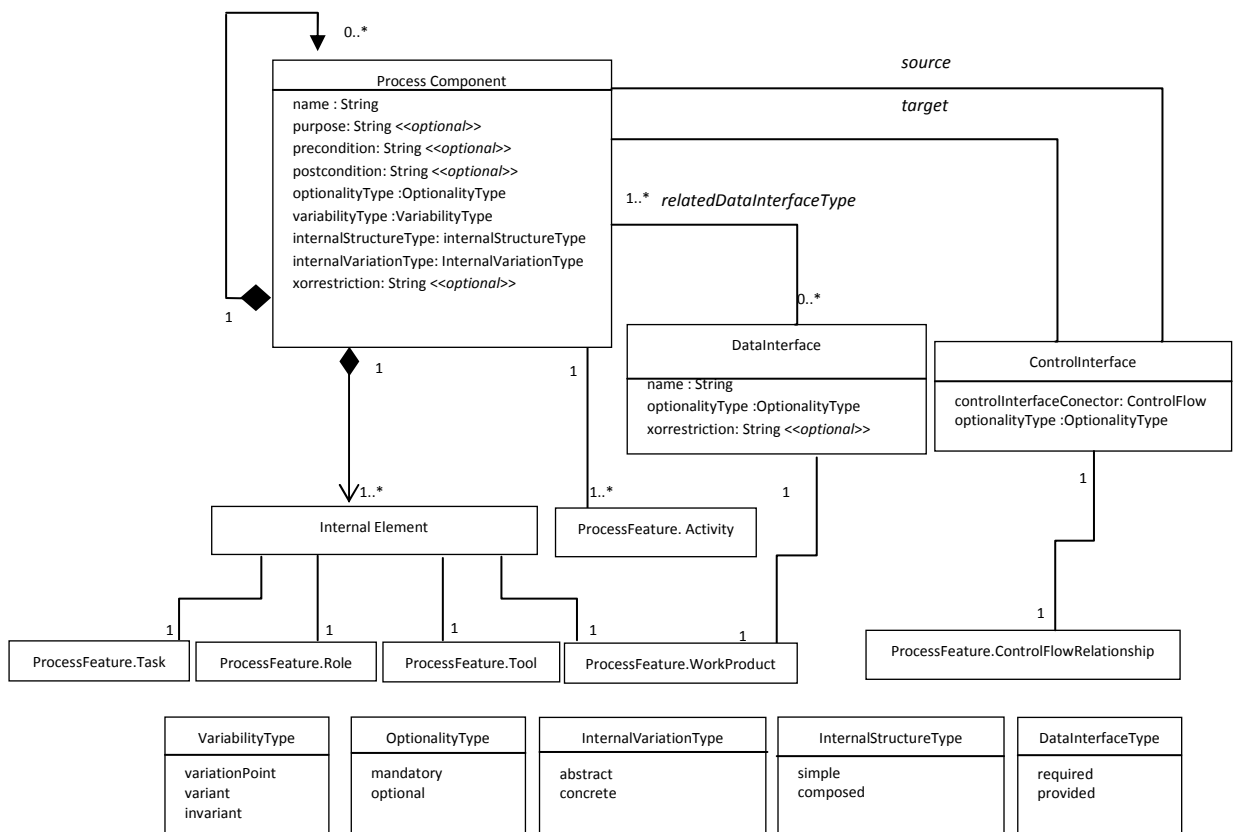 0..*
source
Process Component
target
name : String
purpose: String <<optional>>
precondition: String <<optional>>
postcondition: String <<optional>>
optionalityType :OptionalityType
variabilityType :VariabilityType
internalStructureType: internalStructureType
internalVariationType: InternalVariationType
xorrestriction: String <<optional>>
1..* relatedDataInterfaceType
0..*
1
1
1
DataInterface
name : String
optionalityType :OptionalityType
xorrestriction: String <<optional>>
ControlInterface
controlInterfaceConector: ControlFlow
optionalityType :OptionalityType
1..*
1..*
1
1
Internal Element
ProcessFeature. Activity
1
1
1
1
1
1
ProcessFeature.Task
ProcessFeature.Role
ProcessFeature.Tool
ProcessFeature.WorkProduct
ProcessFeature.ControlFlowRelationship
VariabilityType
variationPoint
variant
invariant
OptionalityType
mandatory
optional
InternalVariationType
abstract
concrete
InternalStructureType
simple
composed
DataInterfaceType
required
provided